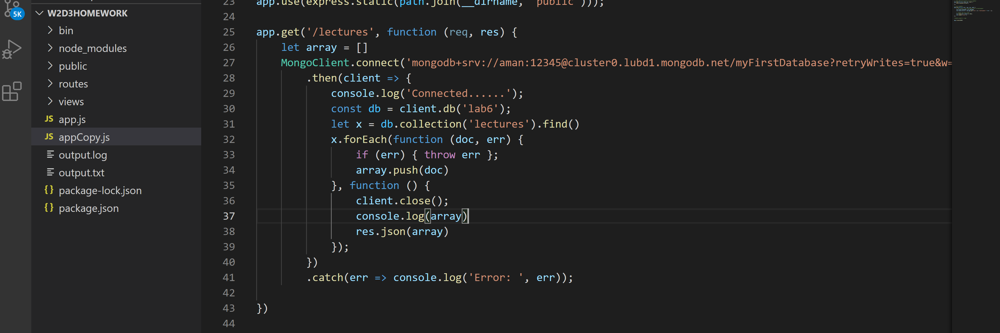 5K
W2D3HOMEWORK
bin
node_modules
public
routes
views
JS app.js
JS appCopy.js
output.log
output.txt
{} package-lock.json
{} package.json
23 app.use(express.static(path.join(__dirname, 'public')));
24
25 app.get('/lectures', function (req, res) {
26 let array = []
27 MongoClient.connect('mongodb+srv://aman:12345@cluster0.lubd1.mongodb.net/myFirstDatabase?retryWrites=true&w=
28 .then(client => {
29 console.log('Connected......');
30 const db = client.db('lab6');
31 let x = db.collection('lectures').find()
32 x.forEach(function (doc, err) {
33 if (err) { throw err };
34 array.push(doc)
35 }, function () {
36 client.close();
37 console.log(array)
38 res.json(array)
39 });
40 })
41 .catch(err => console.log('Error: ', err));
42
43 })
44